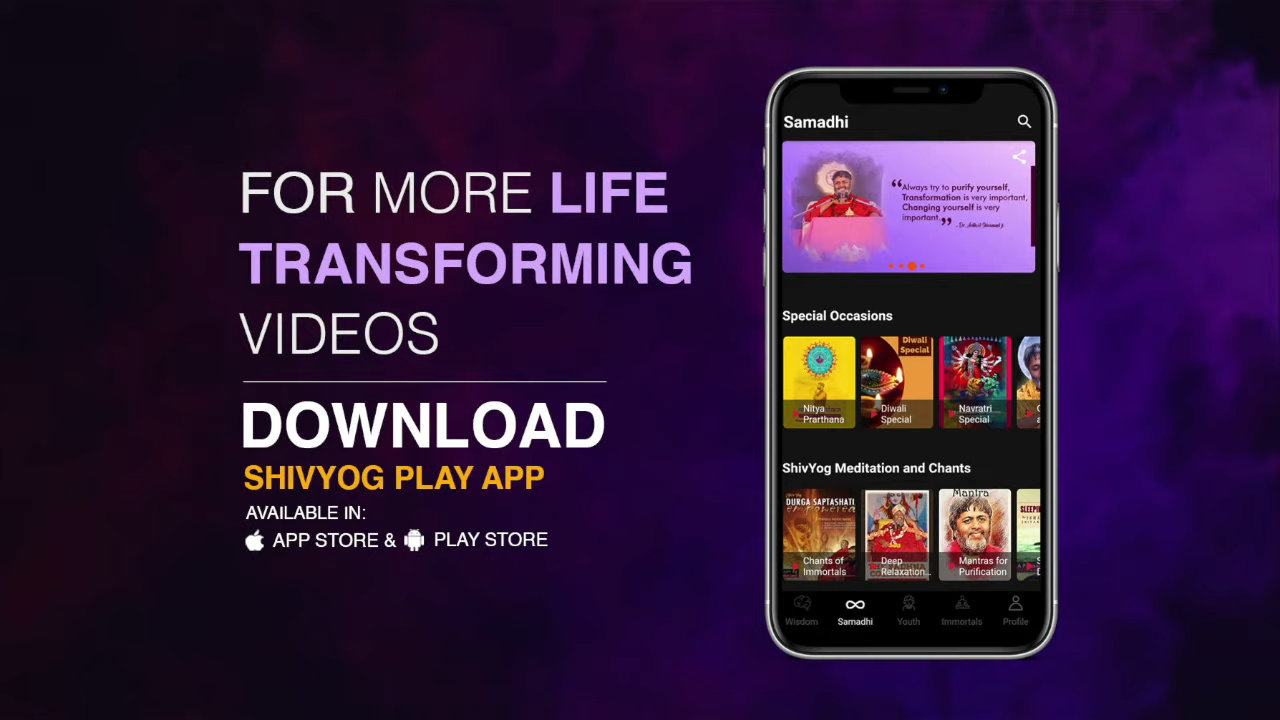 FOR MORE LIFE
TRANSFORMING
VIDEOS
DOWNLOAD
SHIVYOG PLAY APP
AVAILABLE IN:
APP STORE & PLAY STORE
Samadhi
“Always try to purify yourself,
Transformation is very important,
Changing yourself is very
important.”
Special Occasions
Diwali
Special
Nitya
Prarthana
Diwali
Special
Navratri
Special
ShivYog Meditation and Chants
DURGA SAPTASHATI
Mantra
Chants of
Immortals
Deep
Relaxation...
Mantras for
Purification
Wisdom
Samadhi
Youth
Immortals
Profile